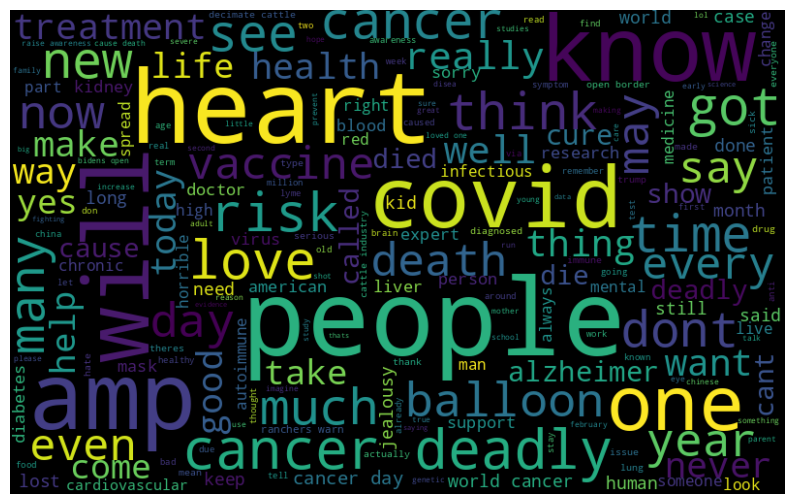 decimate cattle
two
studies
read
find
lol
treatment
see
cancer
world
case
know
raise awareness
cause death
severe
hope
awareness
new
life
health
really
change
family
week
sorry
open border
early
science
everyone
part
kidney
heart
symptom
now
spread
right
blood
think
got
prevent
sure
great
making
care
make
age
little
red
may
medicine
big
real
caused
loved one
cure
done
sick
way
bidens open
term
second
vaccine
died
well
research
made
say
patient
type
infectious
remember
trump
yes
long
increase
million
doctor
kid
show
month
don
fighting
will
today
high
lyme
risk
covid
young
data
test
first
drug
many
china
cause
virus
adult
serious
brain
diagnosed
called
expert
thing
time
chronic
let
horrible
love
old
run
immune
going
anti
every
help
need
shot
death
die
american
liver
person
mental
deadly
cattle industry
around
always
day
reason
evidence
mother
school
work
known
still
said
please
theres
people
dont
live
talk
mask
study
thats
hate
healthy
good
autoimmune
take
thank
man
alzheimer
want
cant
eye
chinese
diabetes
amp
imagine
jealousy
already
balloon
one
thought
much
ranchers warn
use
true
february
support
something
even
actually
saying
cancer
deadly
year
food
come
bad
stay
issue
never
parent
lost
mean
keep
tell
genetic
lung
human
someone
look
cardiovascular
cancer day
world cancer